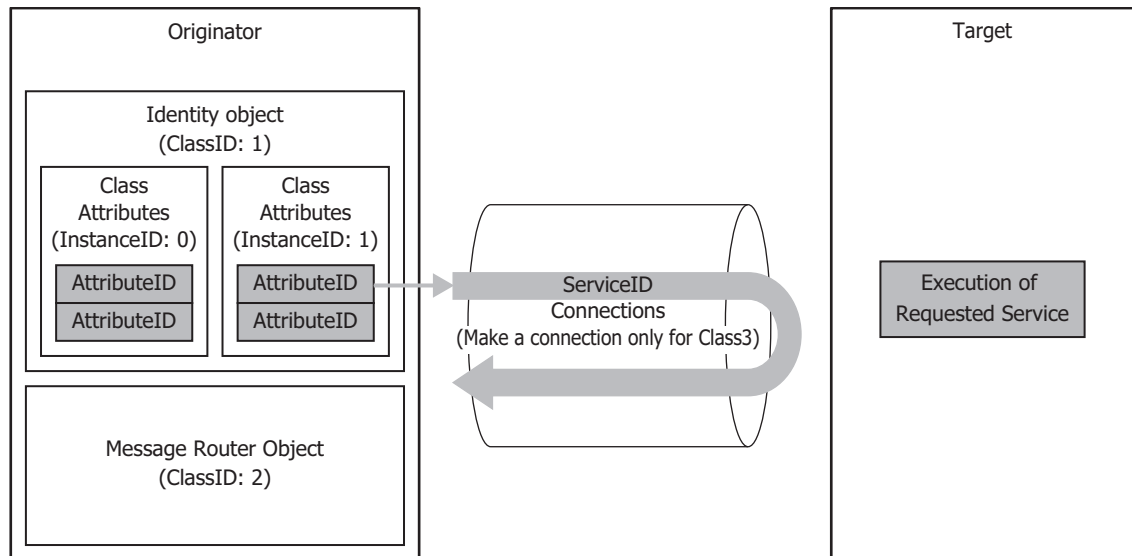 Originator
Identity object
(ClassID: 1)
Class
Attributes
(InstanceID: 0)
AttributeID
AttributeID
Class
Attributes
(InstanceID: 1)
AttributeID
AttributeID
Message Router Object
(ClassID: 2)
ServiceID
Connections
(Make a connection only for Class3)
Target
Execution of
Requested Service